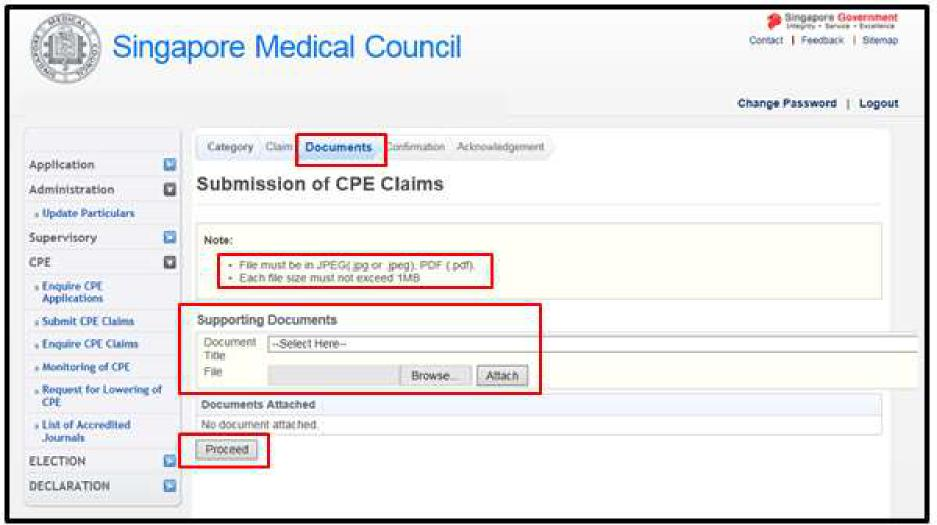 Singapore Medical Council
Singapore Government
Integrity • Service • Excellence
Contact | Feedback | Sitemap
Change Password | Logout
Application
Administration
» Update Particulars
Supervisory
CPE
» Enquire CPE
Applications
» Submit CPE Claims
» Enquire CPE Claims
» Monitoring of CPE
» Request for Lowering of
CPE
» List of Accredited
Journals
ELECTION
DECLARATION
Category Claim Documents Confirmation Acknowledgement
Submission of CPE Claims
Note:
• File must be in JPEG(.jpg or .jpeg), PDF (.pdf).
• Each file size must not exceed 1MB
Supporting Documents
Document
Title
--Select Here--
File
Browse...
Attach
Documents Attached
No document attached.
Proceed